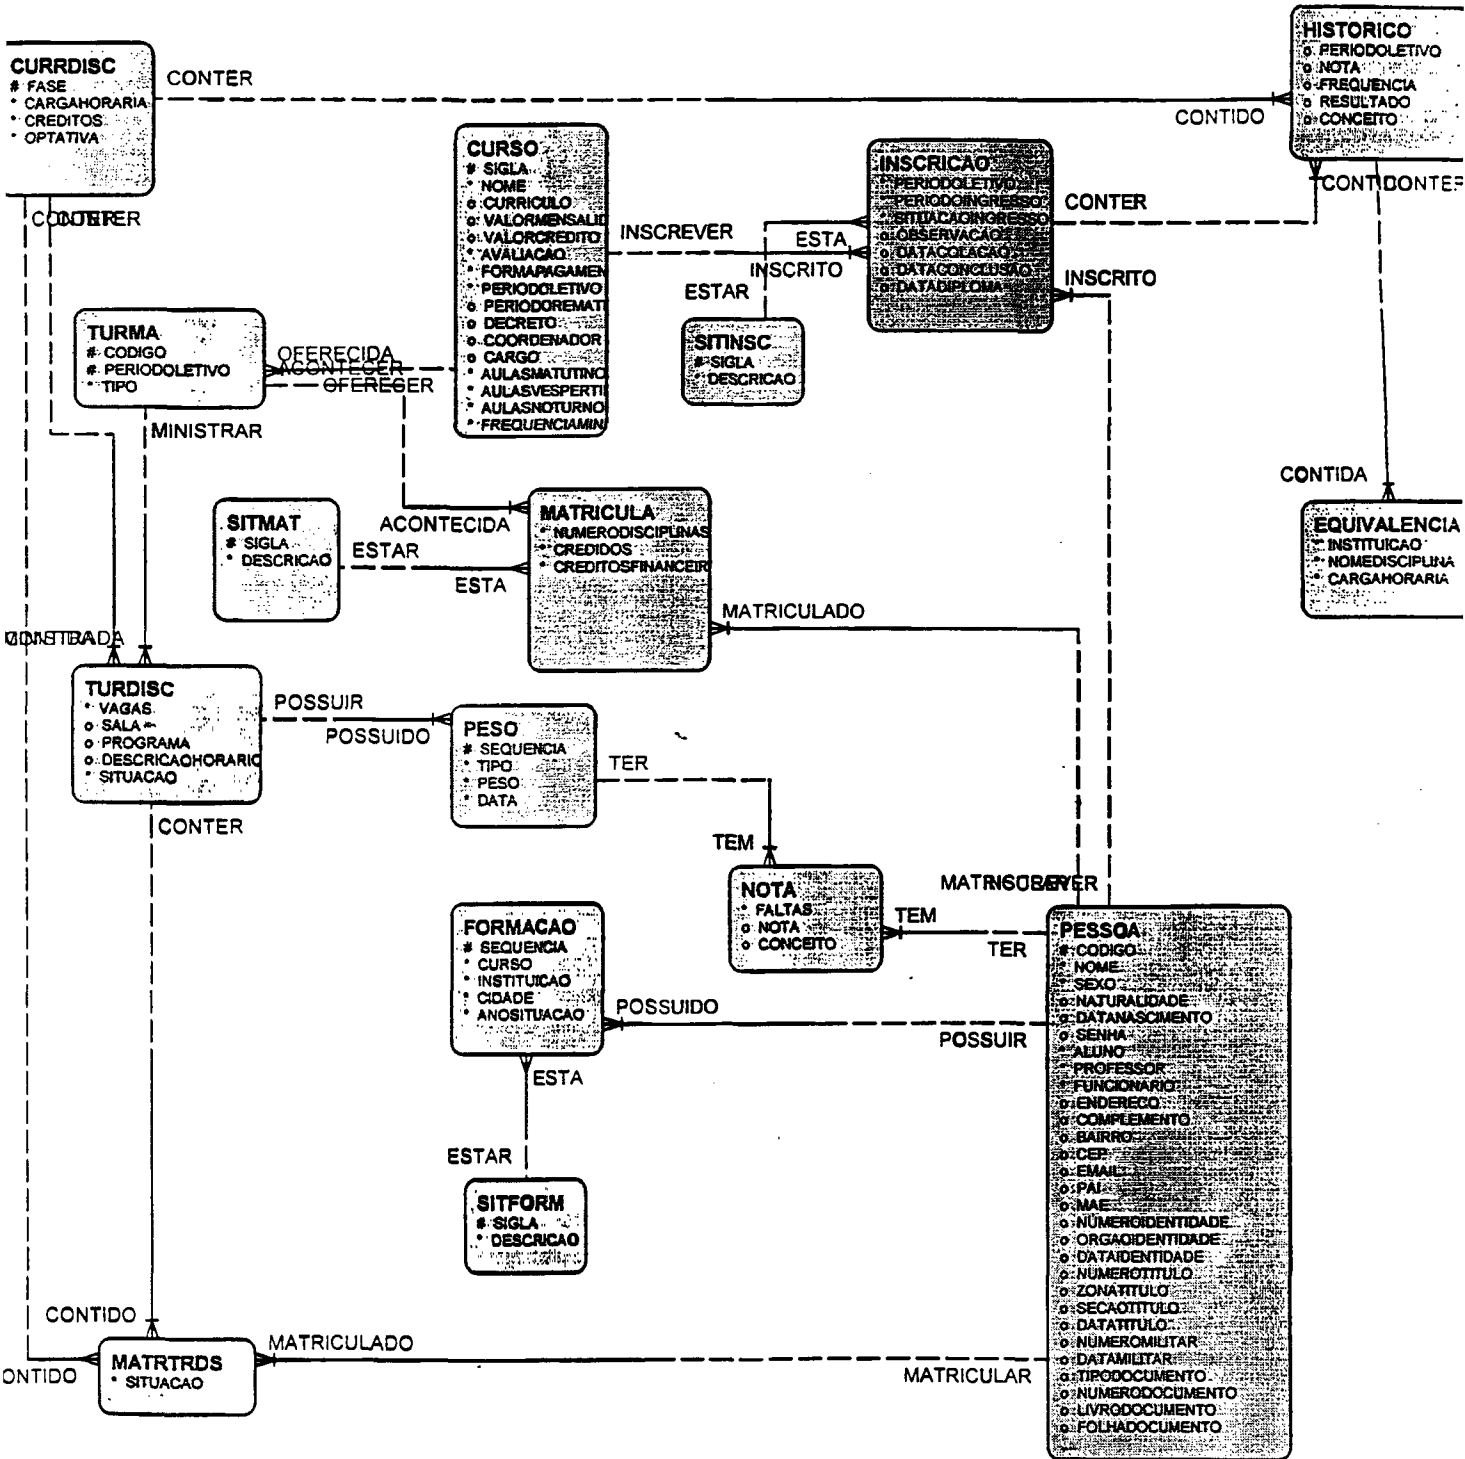 CURRDISC
# FASE
* CARGAHORARIA
* CREDITOS
* OPTATIVA
CONTER
CONTIDO
HISTORICO
o PERIODOLETIVO
o NOTA
o FREQUENCIA
o RESULTADO
o CONCEITO
CONTIDO
CONTER
CURSO
# SIGLA
* NOME
o CURRICULO
o VALORMENSALID
o VALORCREDITO
* AVALIACAO
* FORMAPAGAMEN
* PERIODOLETIVO
o PERIODOREMATI
o DECRETO
o COORDENADOR
o CARGO
* AULASMATUTINO
* AULASVESPERTI
* AULASNOTURNO
* FREQUENCIAMIN
INSCREVER
INSCRITO
INSCRICAO
* PERIODOLETIVO
* PERIODOINGRESSO
* SITUACAOINGRESSO
o OBSERVACAO
o DATACOLACAO
o DATACONCLUSAO
o DATADIPLOMA
CONTER
INSCRITO
ESTA
ESTAR
SITINSC
# SIGLA
* DESCRICAO
CONTER
TURMA
# CODIGO
# PERIODOLETIVO
* TIPO
OFERECIDA
ACONTECER
OFERECER
MINISTRAR
ACONTECIDA
SITMAT
# SIGLA
* DESCRICAO
ESTAR
ESTA
MATRICULA
* NUMERODISCIPLINAS
* CREDIDOS
* CREDITOSFINANCEIR
MATRICULADO
CONTIDA
EQUIVALENCIA
* INSTITUICAO
* NOMEDISCIPLINA
* CARGAHORARIA
TURDISC
* VAGAS
o SALA
o PROGRAMA
o DESCRICAOHORARIO
* SITUACAO
POSSUIR
POSSUIDO
PESO
# SEQUENCIA
* TIPO
* PESO
* DATA
TER
TEM
CONTER
NOTA
* FALTAS
o NOTA
o CONCEITO
TEM
TER
FORMACAO
# SEQUENCIA
* CURSO
* INSTITUICAO
* CIDADE
* ANOSITUACAO
POSSUIDO
POSSUIR
ESTA
ESTAR
SITFORM
# SIGLA
* DESCRICAO
PESSOA
# CODIGO
* NOME
* SEXO
o NATURALIDADE
o DATANASCIMENTO
o SENHA
* ALUNO
* PROFESSOR
* FUNCIONARIO
o ENDERECO
o COMPLEMENTO
o BAIRRO
o CEP
o EMAIL
o PAI
o MAE
o NUMEROIDENTIDADE
o ORGAOIDENTIDADE
o DATAIDENTIDADE
o NUMEROTITULO
o ZONATITULO
o SECAOTITULO
o DATATITULO
o NUMEROMILITAR
o DATAMILITAR
o TIPODOCUMENTO
o NUMERODOCUMENTO
o LIVRODOCUMENTO
o FOLHADOCUMENTO
CONTIDO
ONTIDO
MATRTRDS
* SITUACAO
MATRICULADO
MATRICULAR